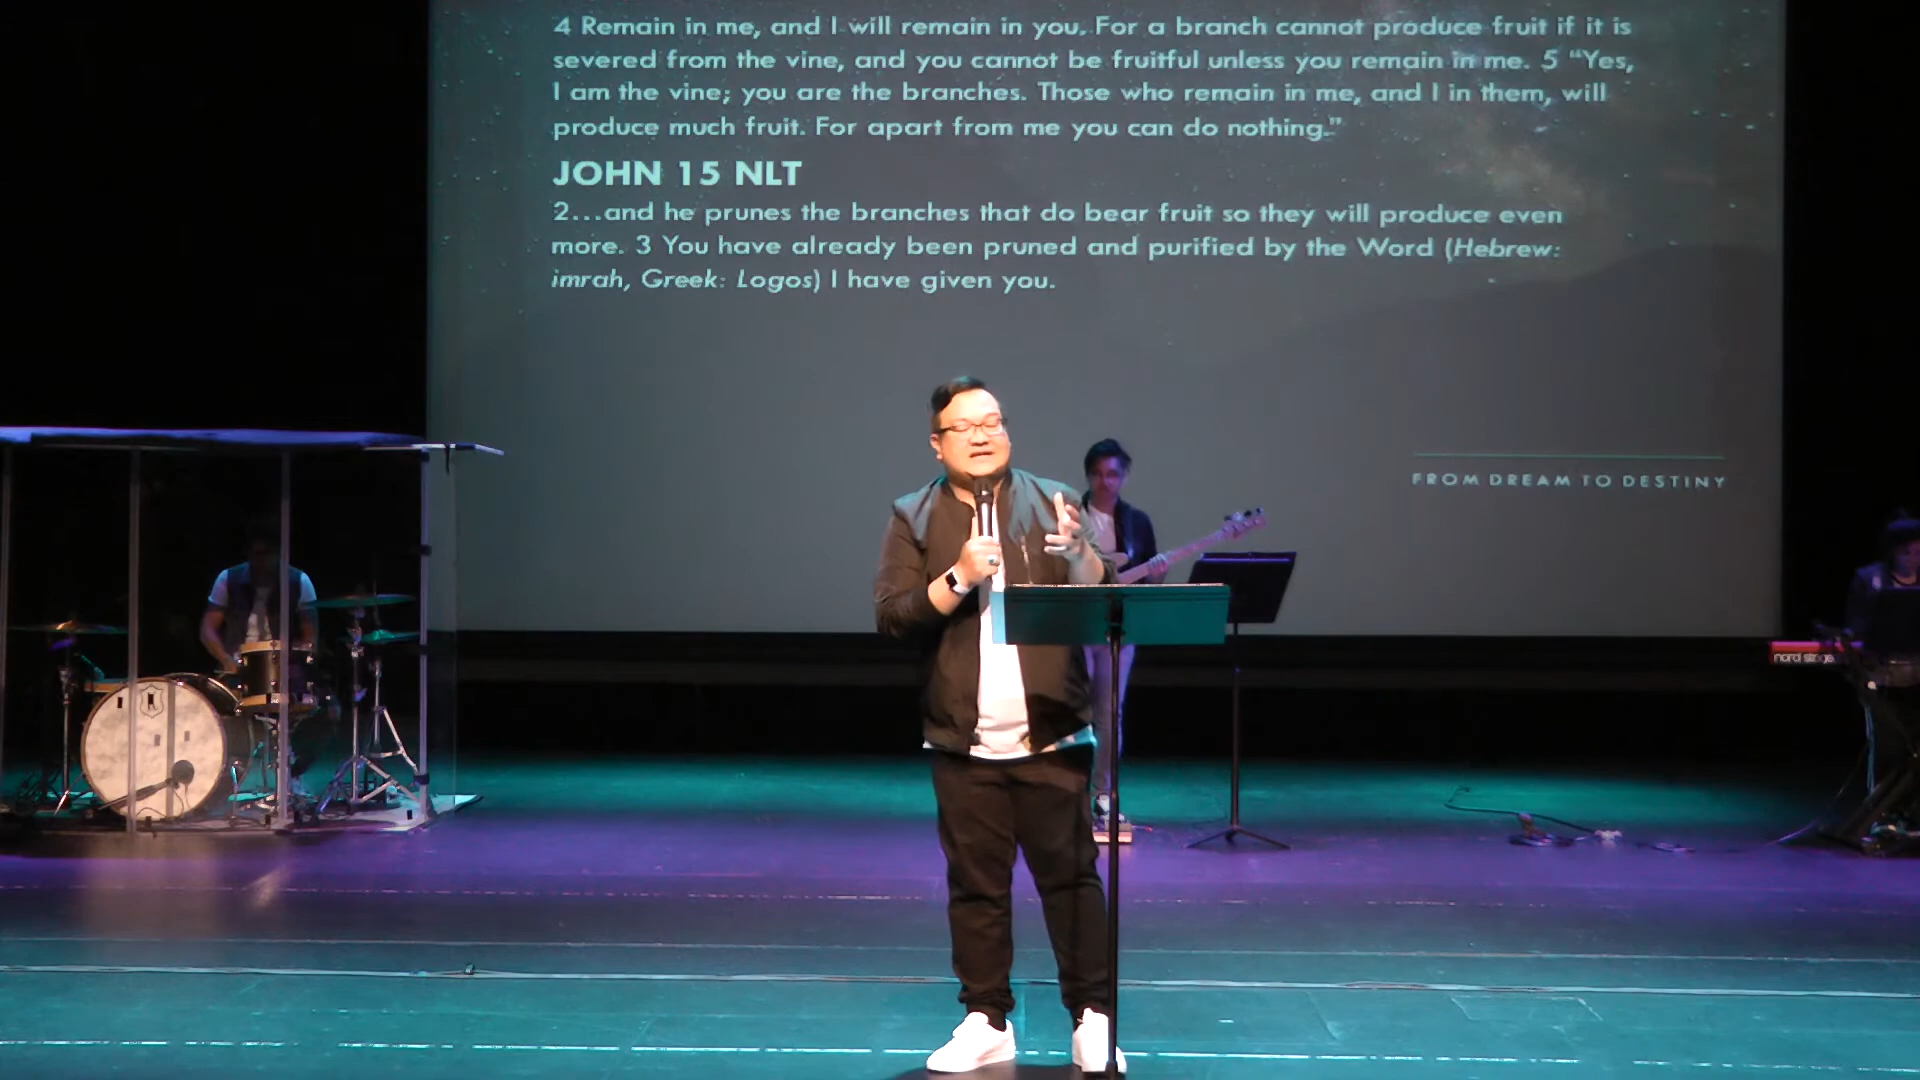 4 Remain in me, and I will remain in you. For a branch cannot produce fruit if it is
severed from the vine, and you cannot be fruitful unless you remain in me. 5 “Yes,
I am the vine; you are the branches. Those who remain in me, and I in them, will
produce much fruit. For apart from me you can do nothing.”
JOHN 15 NLT
2...and he prunes the branches that do bear fruit so they will produce even
more. 3 You have already been pruned and purified by the Word (Hebrew:
imrah, Greek: Logos) I have given you.
FROM DREAM TO DESTINY
nord stage